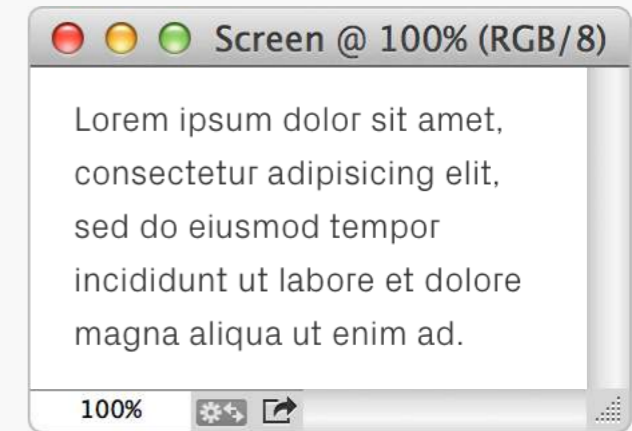 Screen @ 100% (RGB/8)
Lorem ipsum dolor sit amet,
consectetur adipisicing elit,
sed do eiusmod tempor
incididunt ut labore et dolore
magna aliqua ut enim ad.
100%